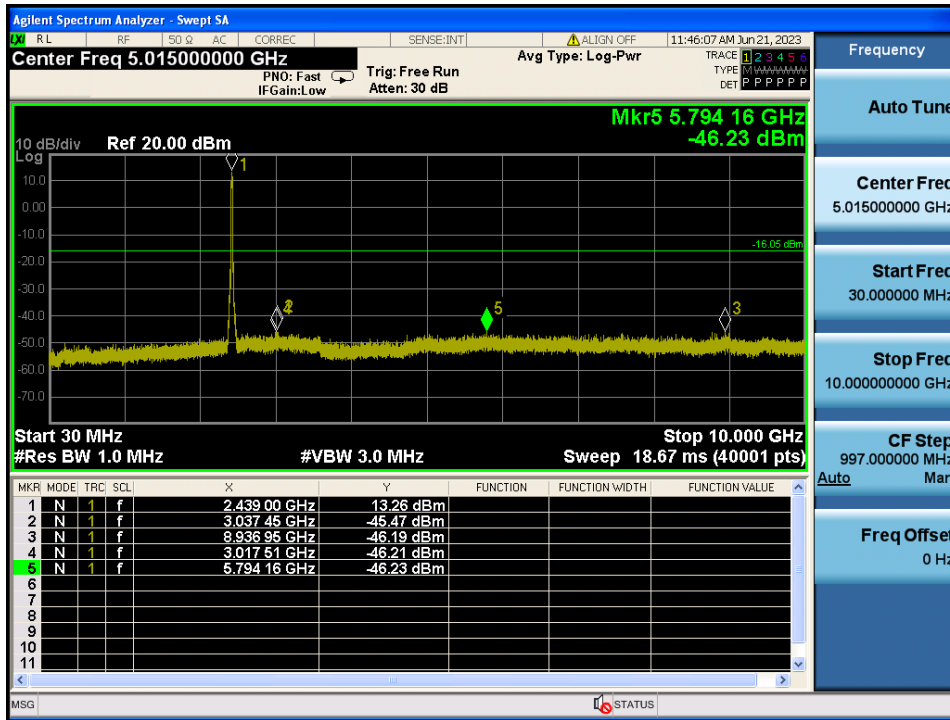 Agilent Spectrum Analyzer - Swept SA
LXI RL RF 50 Ω AC CORREC SENSE:INT ALIGN OFF 11:46:07 AM Jun 21, 2023
Center Freq 5.015000000 GHz
PNO: Fast
IFGain:Low
Trig: Free Run
Atten: 30 dB
Avg Type: Log-Pwr
TRACE 1 2 3 4 5 6
TYPE M
DET P P P P P P
Mkr5 5.794 16 GHz
-46.23 dBm
10 dB/div
Log
Ref 20.00 dBm
1
10.0
0.00
-10.0
-16.05 dBm
-20.0
-30.0
-40.0
2
4
5
3
-50.0
-60.0
-70.0
Start 30 MHz
Stop 10.000 GHz
#Res BW 1.0 MHz
#VBW 3.0 MHz
Sweep 18.67 ms (40001 pts)
MKR MODE TRC SCL X Y FUNCTION FUNCTION WIDTH FUNCTION VALUE
1 N 1 f 2.439 00 GHz 13.26 dBm
2 N 1 f 3.037 45 GHz -45.47 dBm
3 N 1 f 8.936 95 GHz -46.19 dBm
4 N 1 f 3.017 51 GHz -46.21 dBm
5 N 1 f 5.794 16 GHz -46.23 dBm
6
7
8
9
10
11
MSG
STATUS
Frequency
Auto Tune
Center Freq
5.015000000 GHz
Start Freq
30.000000 MHz
Stop Freq
10.000000000 GHz
CF Step
997.000000 MHz
Auto Man
Freq Offset
0 Hz